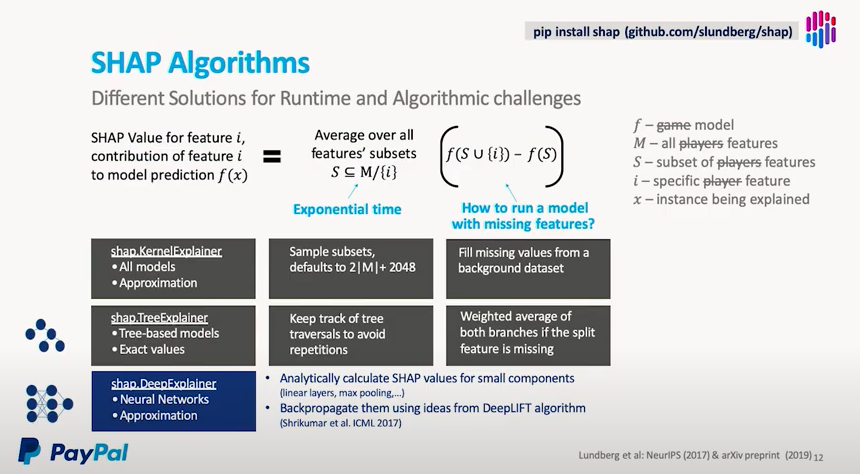 pip install shap (github.com/slundberg/shap)
SHAP Algorithms
Different Solutions for Runtime and Algorithmic challenges
SHAP Value for feature i,
contribution of feature i
to model prediction f(x)
=
Average over all
features' subsets
S ⊆ M/{i}
(f(S ∪ {i}) – f(S))
Exponential time
How to run a model
with missing features?
f – game model
M – all players features
S – subset of players features
i – specific player feature
x – instance being explained
shap.KernelExplainer
• All models
• Approximation
Sample subsets,
defaults to 2|M|+ 2048
Fill missing values from a
background dataset
shap.TreeExplainer
• Tree-based models
• Exact values
Keep track of tree
traversals to avoid
repetitions
Weighted average of
both branches if the split
feature is missing
shap.DeepExplainer
• Neural Networks
• Approximation
• Analytically calculate SHAP values for small components
(linear layers, max pooling,...)
• Backpropagate them using ideas from DeepLIFT algorithm
(Shrikumar et al. ICML 2017)
PayPal
Lundberg et al: NeurIPS (2017) & arXiv preprint (2019) 12